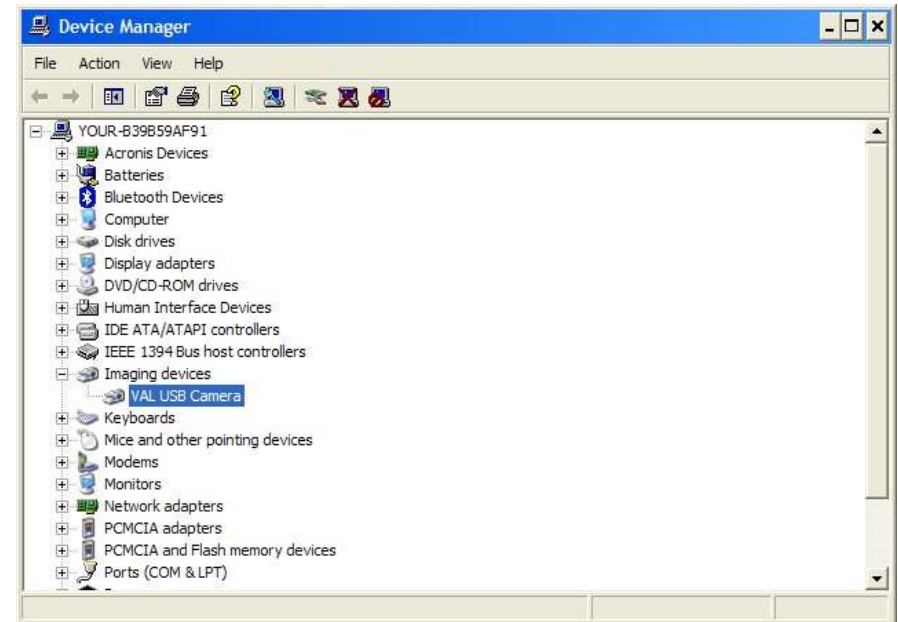 Device Manager
File Action View Help
YOUR-B39B59AF91
Acronis Devices
Batteries
Bluetooth Devices
Computer
Disk drives
Display adapters
DVD/CD-ROM drives
Human Interface Devices
IDE ATA/ATAPI controllers
IEEE 1394 Bus host controllers
Imaging devices
VAL USB Camera
Keyboards
Mice and other pointing devices
Modems
Monitors
Network adapters
PCMCIA adapters
PCMCIA and Flash memory devices
Ports (COM & LPT)